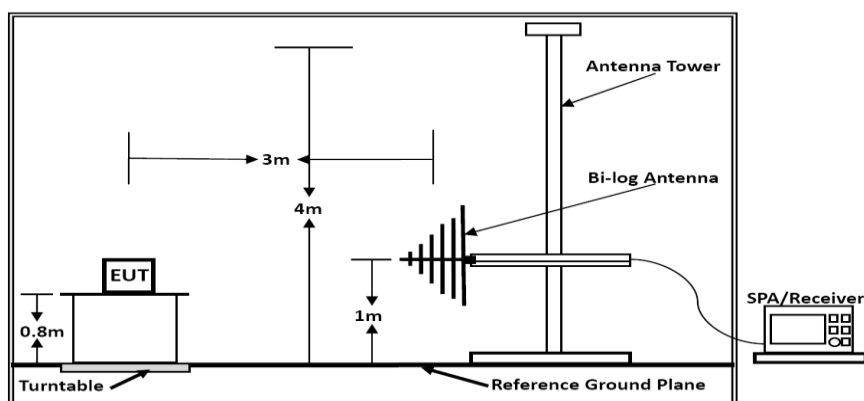 Antenna Tower
3m
Bi-log Antenna
4m
EUT
SPA/Receiver
0.8m
1m
Turntable
Reference Ground Plane